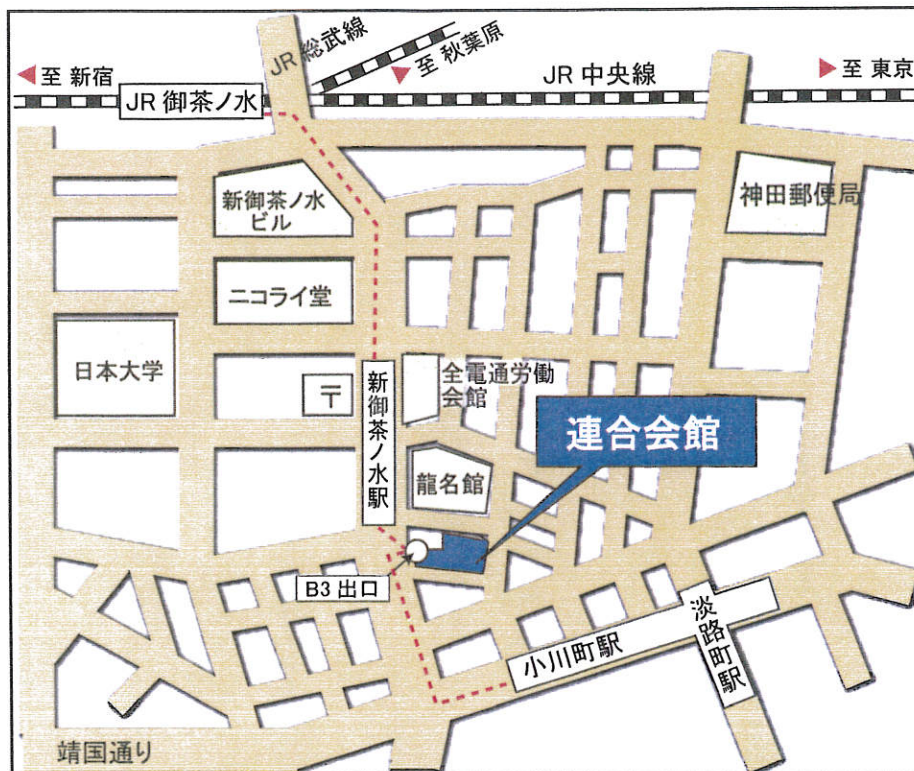 JR 総武線
至 秋葉原
至 新宿
JR 中央線
至 東京
JR 御茶ノ水
新御茶ノ水
ビル
神田郵便局
ニコライ堂
日本大学
〒
新御茶ノ水駅
全電通労働
会館
連合会館
龍名館
B3 出口
小川町駅
淡路町駅
靖国通り